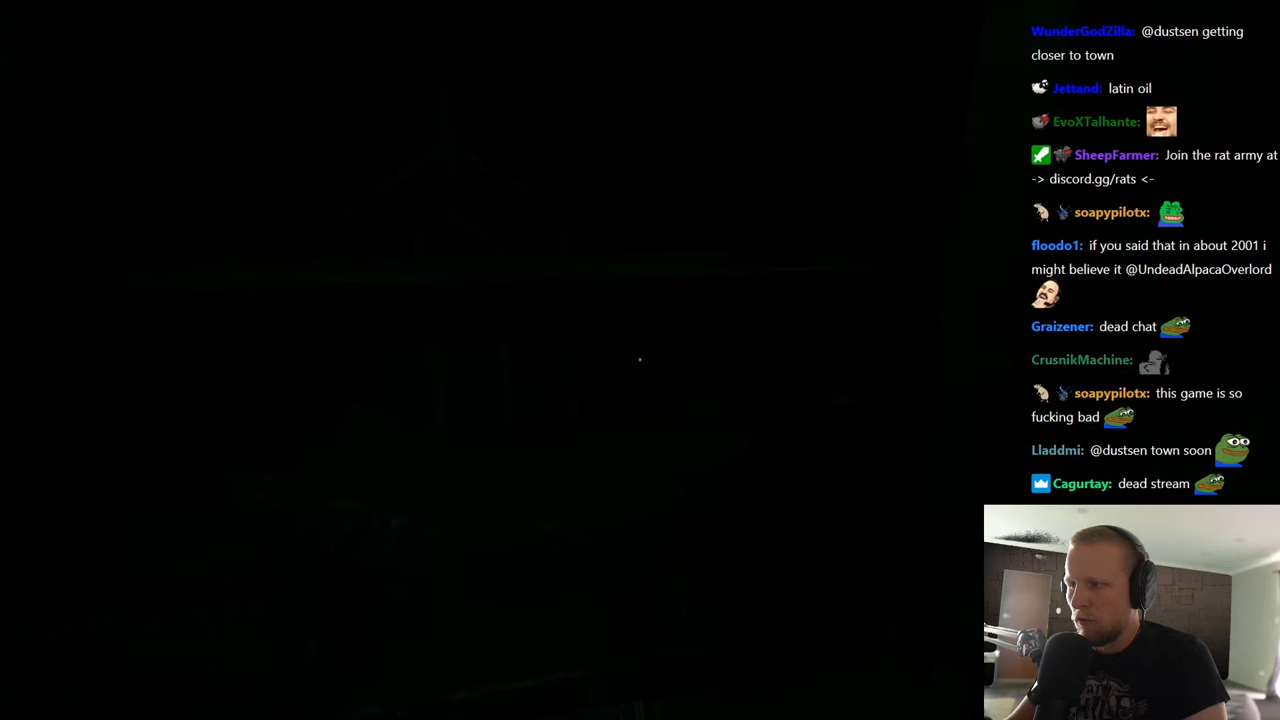 WunderGodZilla: @dustsen getting
closer to town
Jettand: latin oil
EvoXTalhante:
SheepFarmer: Join the rat army at
-> discord.gg/rats <-
soapypilotx:
floodo1: if you said that in about 2001 i
might believe it @UndeadAlpacaOverlord
Graizener: dead chat
CrusnikMachine:
soapypilotx: this game is so
fucking bad
Lladdmi: @dustsen town soon
Cagurtay: dead stream